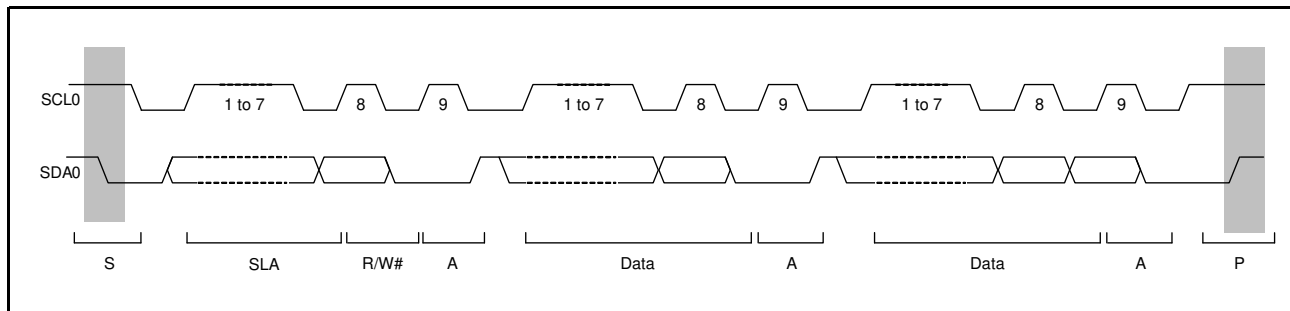 SCL0
1 to 7 8 9 1 to 7 8 9 1 to 7 8 9
SDA0
S SLA R/W# A Data A Data A P